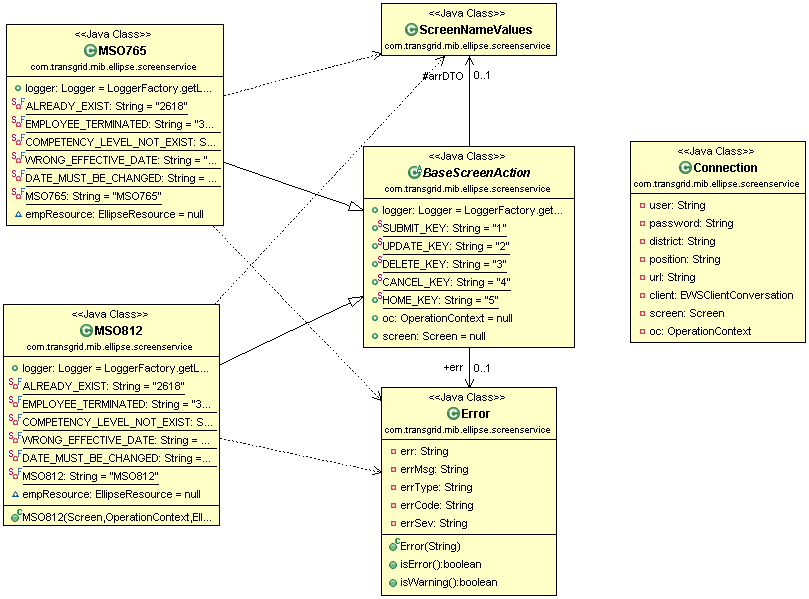 <<Java Class>>
MSO765
com.transgrid.mib.ellipse.screenservice
logger: Logger = LoggerFactory.getL...
ALREADY_EXIST: String = "2618"
EMPLOYEE_TERMINATED: String = "3...
COMPETENCY_LEVEL_NOT_EXIST: S...
WRONG_EFFECTIVE_DATE: String = "...
DATE_MUST_BE_CHANGED: String = ...
MSO765: String = "MSO765"
empResource: EllipseResource = null
<<Java Class>>
ScreenNameValues
com.transgrid.mib.ellipse.screenservice
#arrDTO
0..1
<<Java Class>>
BaseScreenAction
com.transgrid.mib.ellipse.screenservice
logger: Logger = LoggerFactory.get...
SUBMIT_KEY: String = "1"
UPDATE_KEY: String = "2"
DELETE_KEY: String = "3"
CANCEL_KEY: String = "4"
HOME_KEY: String = "5"
oc: OperationContext = null
screen: Screen = null
<<Java Class>>
Connection
com.transgrid.mib.ellipse.screenservice
user: String
password: String
district: String
position: String
url: String
client: EWSClientConversation
screen: Screen
oc: OperationContext
<<Java Class>>
MSO812
com.transgrid.mib.ellipse.screenservice
logger: Logger = LoggerFactory.getL...
ALREADY_EXIST: String = "2618"
EMPLOYEE_TERMINATED: String = "3...
COMPETENCY_LEVEL_NOT_EXIST: S...
WRONG_EFFECTIVE_DATE: String = ...
DATE_MUST_BE_CHANGED: String =...
MSO812: String = "MSO812"
empResource: EllipseResource = null
MSO812(Screen,OperationContext,Ell...
+err
0..1
<<Java Class>>
Error
com.transgrid.mib.ellipse.screenservice
err: String
errMsg: String
errType: String
errCode: String
errSev: String
Error(String)
isError():boolean
isWarning():boolean